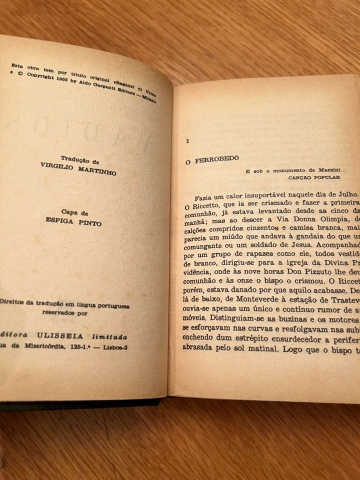 Esta obra tem por título original «Ragazzi di Vita»
e © Copyright 1955 by Aldo Garzanti Editore — Milano
Tradução de
VIRGILIO MARTINHO
Capa de
ESPIGA PINTO
Direitos da tradução em língua portuguesa
reservados por
ditora ULISSEIA limitada
ua da Misericórdia, 125-1.º — Lisboa-2
1
O FERROBEDÓ
E sob o monumento de Mazzini...
CANÇÃO POPULAR
Fazia um calor insuportável naquele dia de Julho.
O Riccetto, que ia ser crismado e fazer a primeira
comunhão, já estava levantado desde as cinco da
manhã; mas ao descer a Via Donna Olimpia, de
calções compridos cinzentos e camisa branca, mais
parecia um miúdo que andava à gandaia do que um
comungante ou um soldado de Jesus. Acompanhado
por um grupo de rapazes como ele, todos vestidos
de branco, dirigiu-se para a igreja da Divina Pro
vidência, onde às nove horas Don Pizzuto lhe deu
comunhão e às onze o bispo o crismou. O Riccetto,
porém, estava danado por que aquilo acabasse. De
lá de baixo, de Monteverde à estação de Trastever
ouvia-se apenas um único e contínuo rumor de au
móveis. Distinguiam-se as buzinas e os motores
se esforçavam nas curvas e resfolgavam nas sub
enchendo dum estrépito ensurdecedor a perifer
abrasada pelo sol matinal. Logo que o bispo t